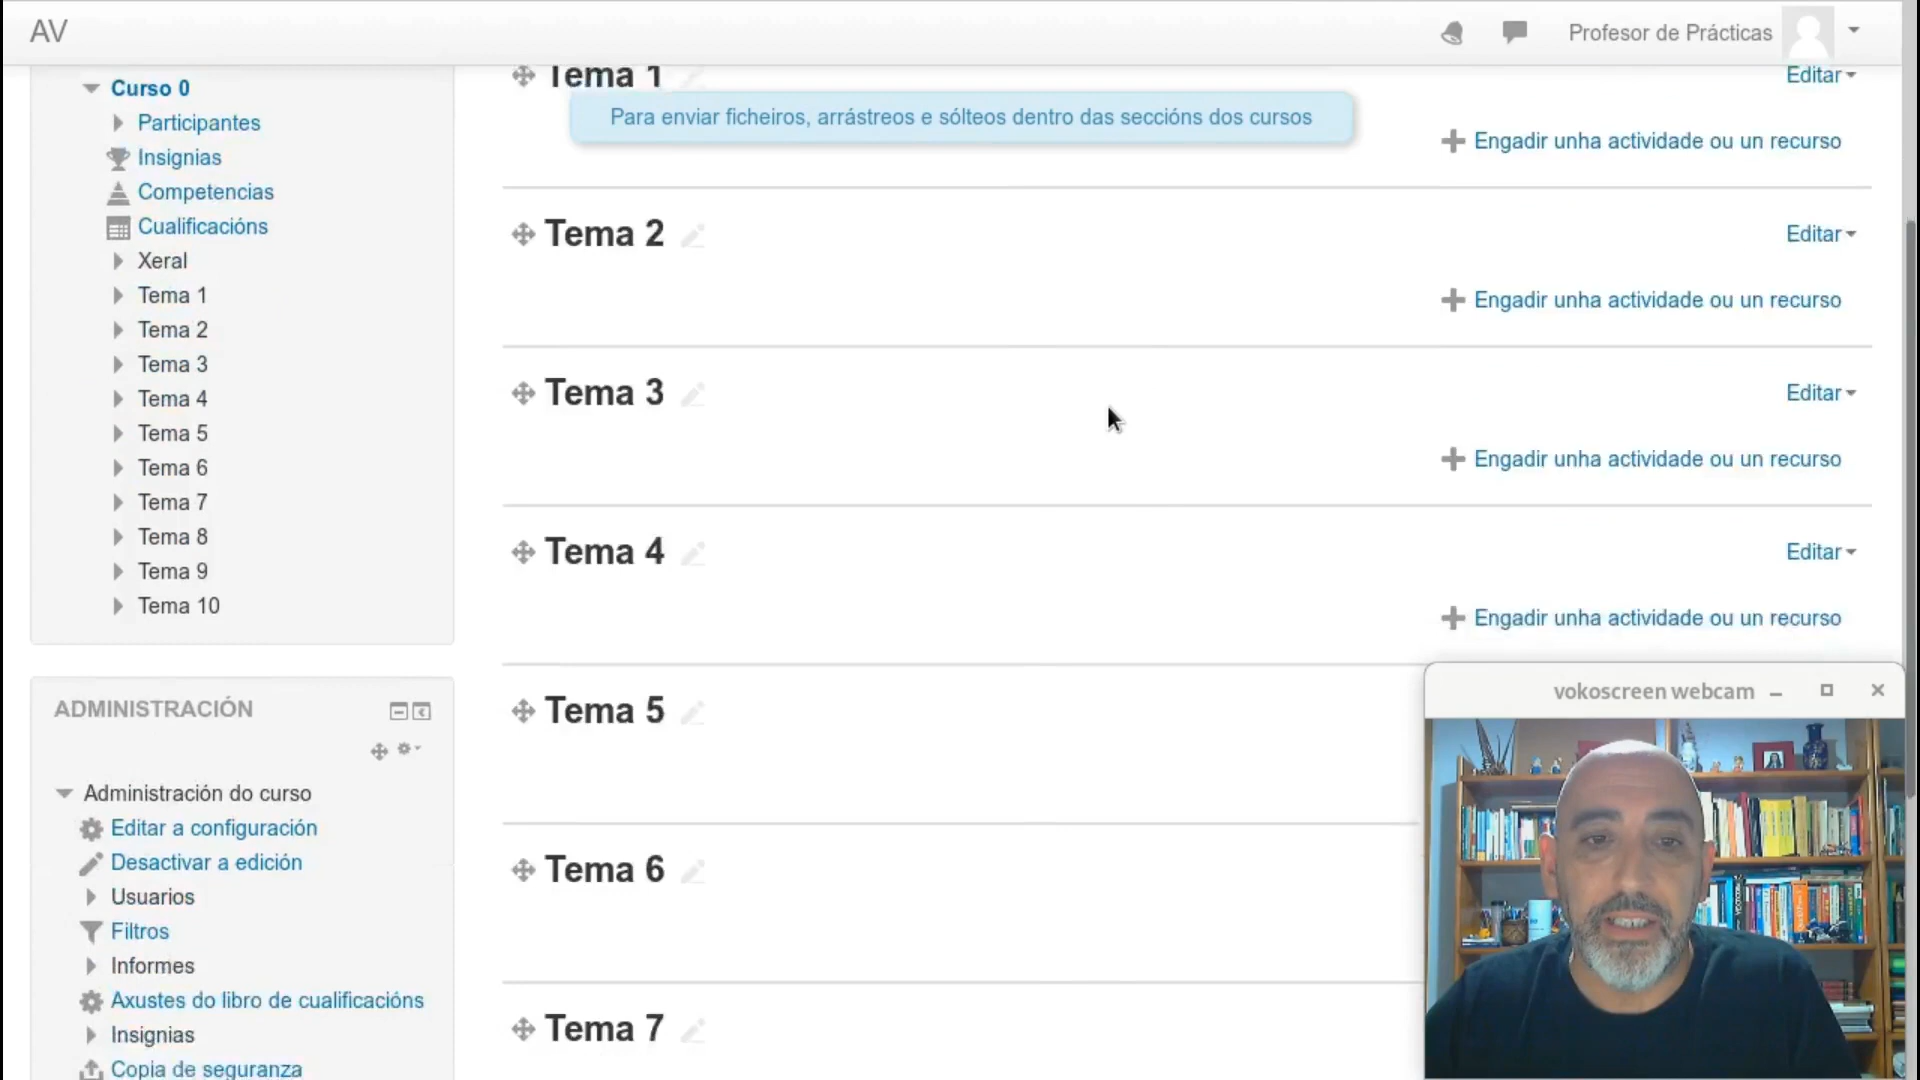 AV
Profesor de Prácticas
Curso 0
Participantes
Insignias
Competencias
Cualificacións
Xeral
Tema 1
Tema 2
Tema 3
Tema 4
Tema 5
Tema 6
Tema 7
Tema 8
Tema 9
Tema 10
ADMINISTRACIÓN
Administración do curso
Editar a configuración
Desactivar a edición
Usuarios
Filtros
Informes
Axustes do libro de cualificacións
Insignias
Copia de seguranza
Tema 1
Editar
Para enviar ficheiros, arrástreos e sólteos dentro das seccións dos cursos
Engadir unha actividade ou un recurso
Tema 2
Editar
Engadir unha actividade ou un recurso
Tema 3
Editar
Engadir unha actividade ou un recurso
Tema 4
Editar
Engadir unha actividade ou un recurso
Tema 5
Tema 6
Tema 7
vokoscreen webcam